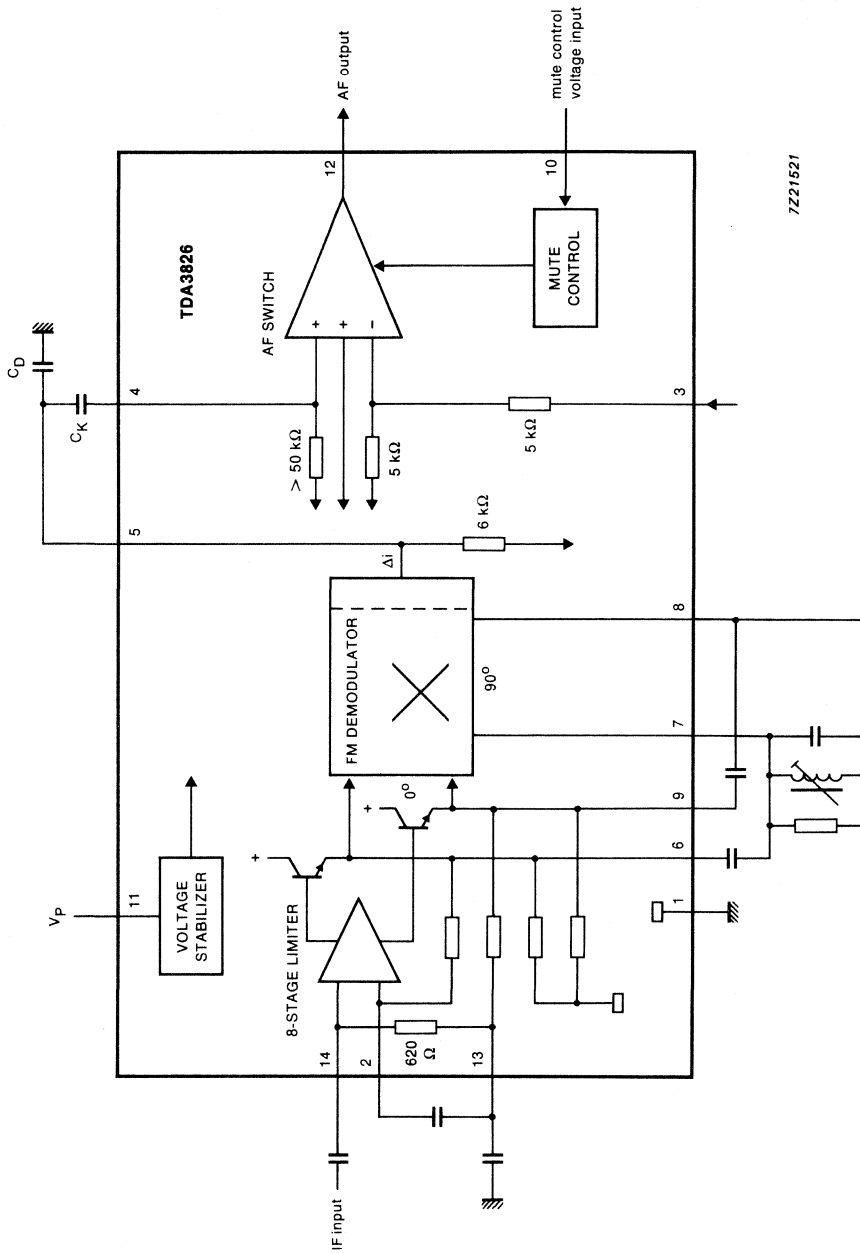 V_P
11
VOLTAGE
STABILIZER
C_D
C_K
5
4
TDA3826
AF SWITCH
12
AF output
+
+
−
> 50 kΩ
5 kΩ
6 kΩ
5 kΩ
Δi
FM DEMODULATOR
0°
90°
+
+
8-STAGE LIMITER
IF input
14
2
13
620
Ω
MUTE
CONTROL
10
mute control
voltage input
1
6
9
7
8
3
7Z21521